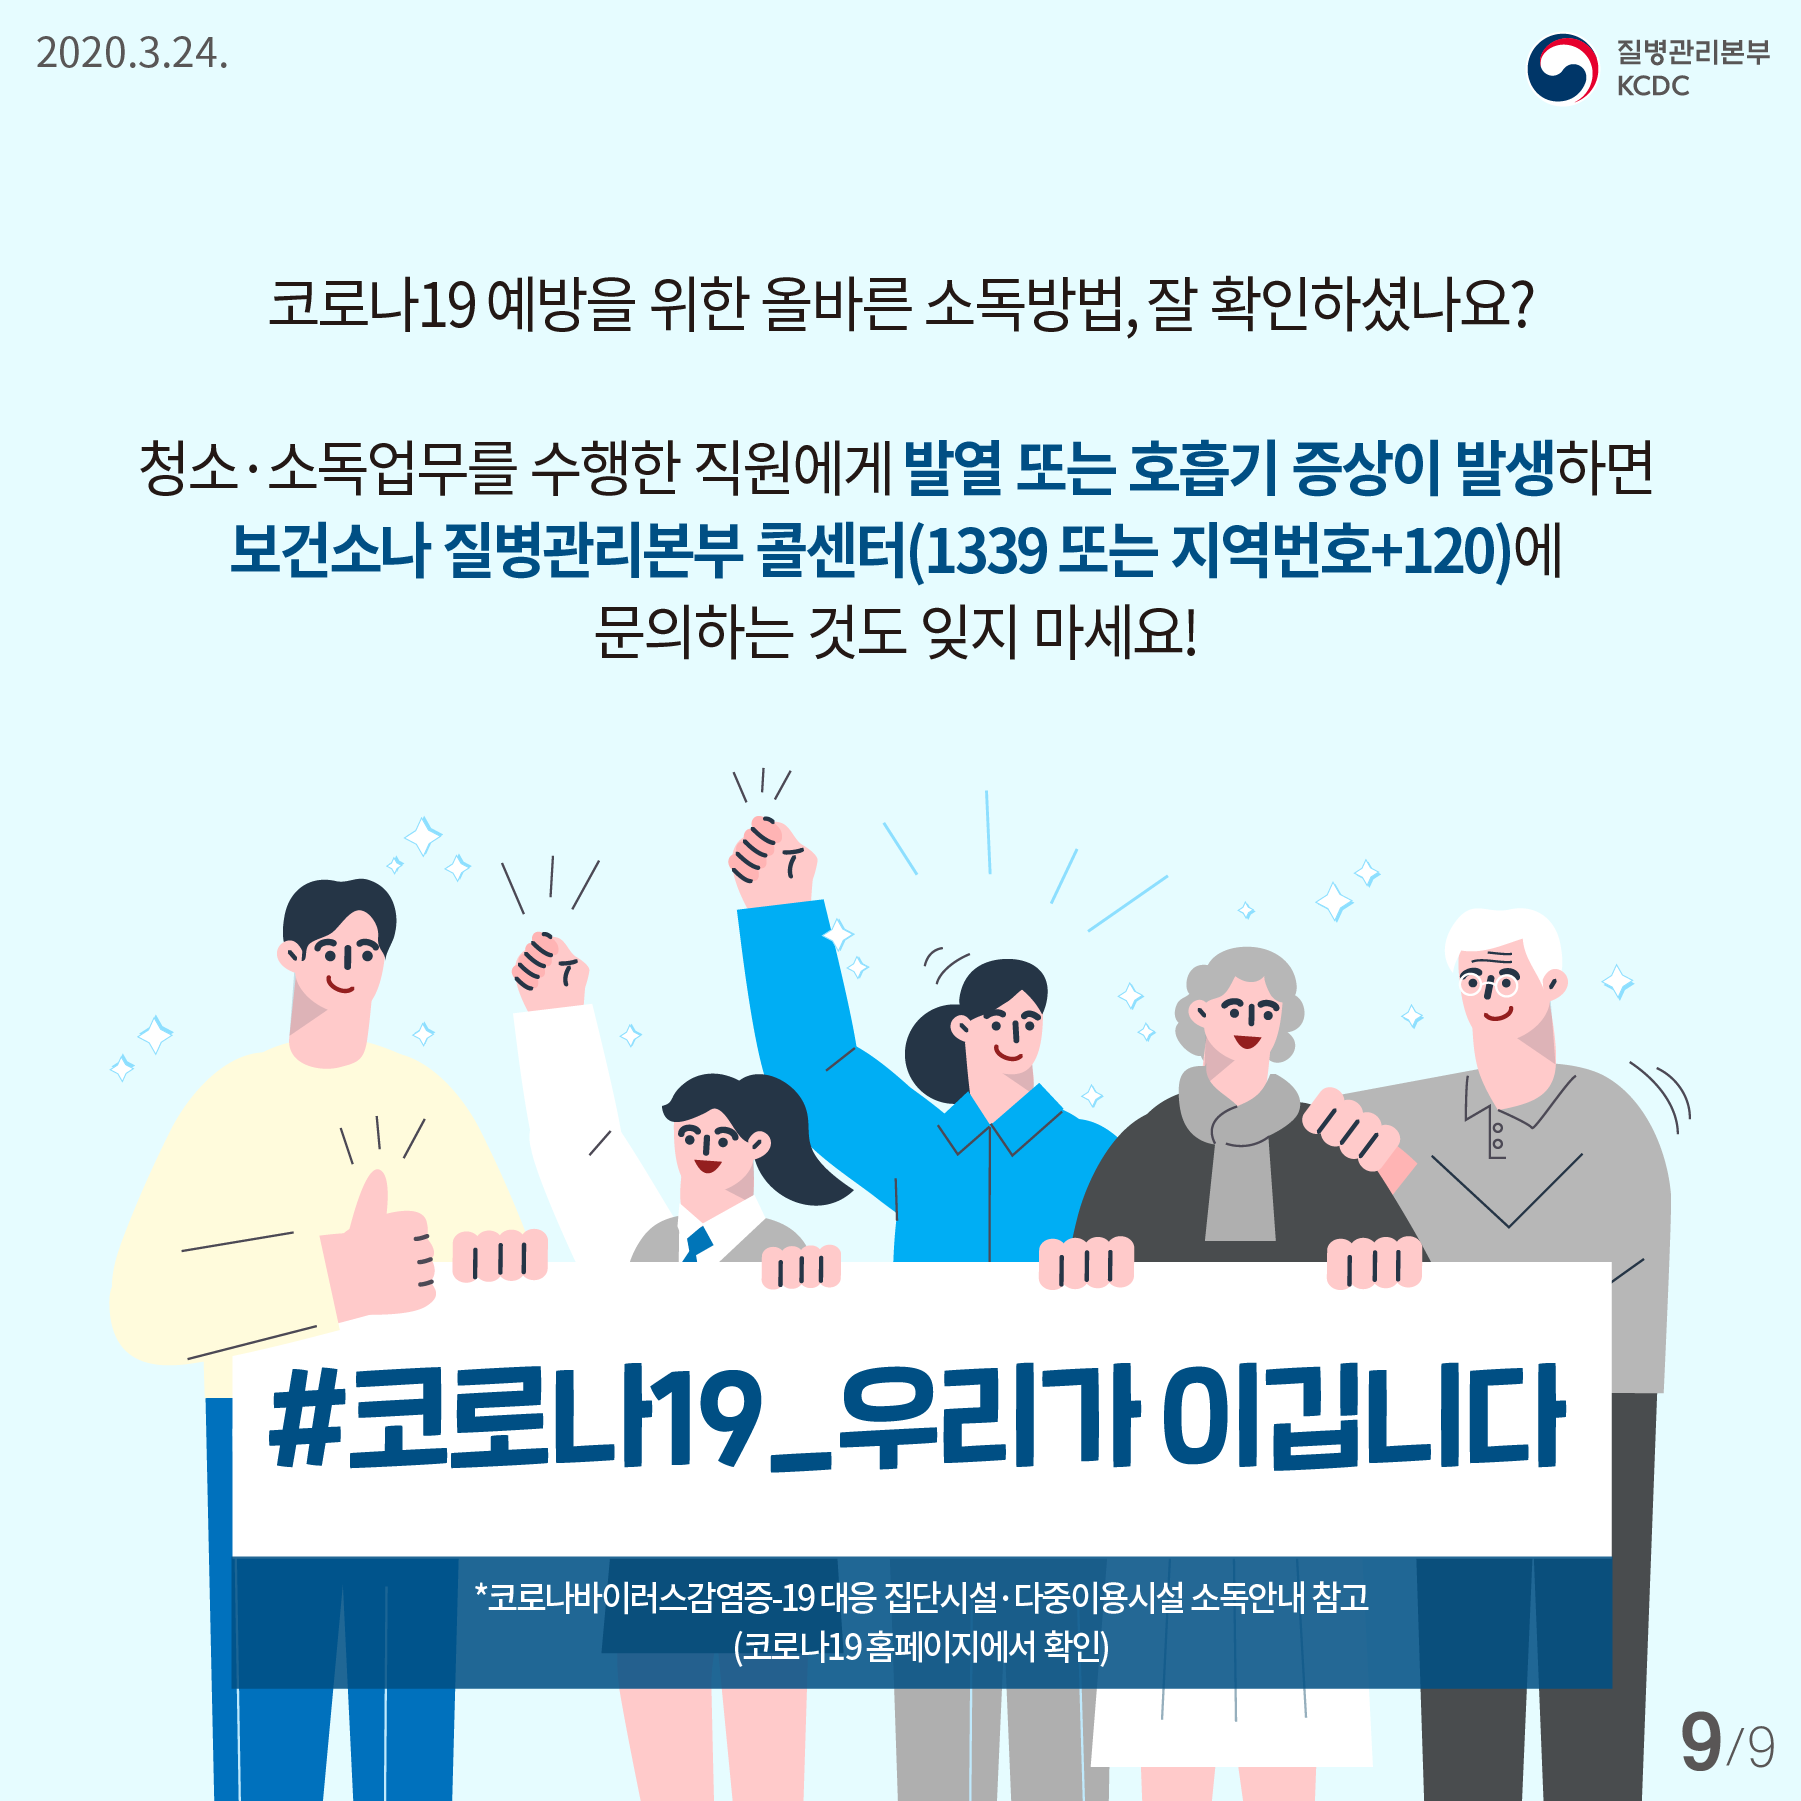 2020.3.24.
질병관리본부
KCDC
코로나19 예방을 위한 올바른 소독방법, 잘 확인하셨나요?
청소·소독업무를 수행한 직원에게 발열 또는 호흡기 증상이 발생하면
보건소나 질병관리본부 콜센터(1339 또는 지역번호+120)에
문의하는 것도 잊지 마세요!
#코로나19_우리가 이깁니다
*코로나바이러스감염증-19 대응 집단시설·다중이용시설 소독안내 참고
(코로나19 홈페이지에서 확인)
9/9